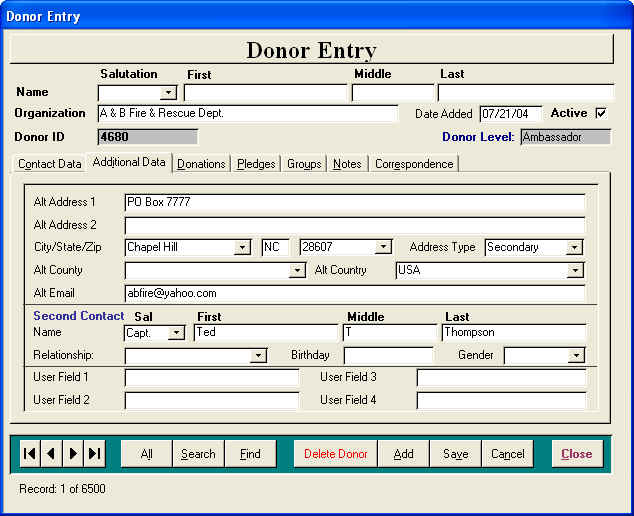 Donor Entry
Donor Entry
Salutation First Middle Last
Name
Organization A & B Fire & Rescue Dept. Date Added 07/21/04 Active
Donor ID 4680 Donor Level: Ambassador
Contact Data Additional Data Donations Pledges Groups Notes Correspondence
Alt Address 1 PO Box 7777
Alt Address 2
City/State/Zip Chapel Hill NC 28607 Address Type Secondary
Alt County Alt Country USA
Alt Email abfire@yahoo.com
Second Contact Sal First Middle Last
Name Capt. Ted T Thompson
Relationship: Birthday Gender
User Field 1 User Field 3
User Field 2 User Field 4
All Search Find Delete Donor Add Save Cancel Close
Record: 1 of 6500